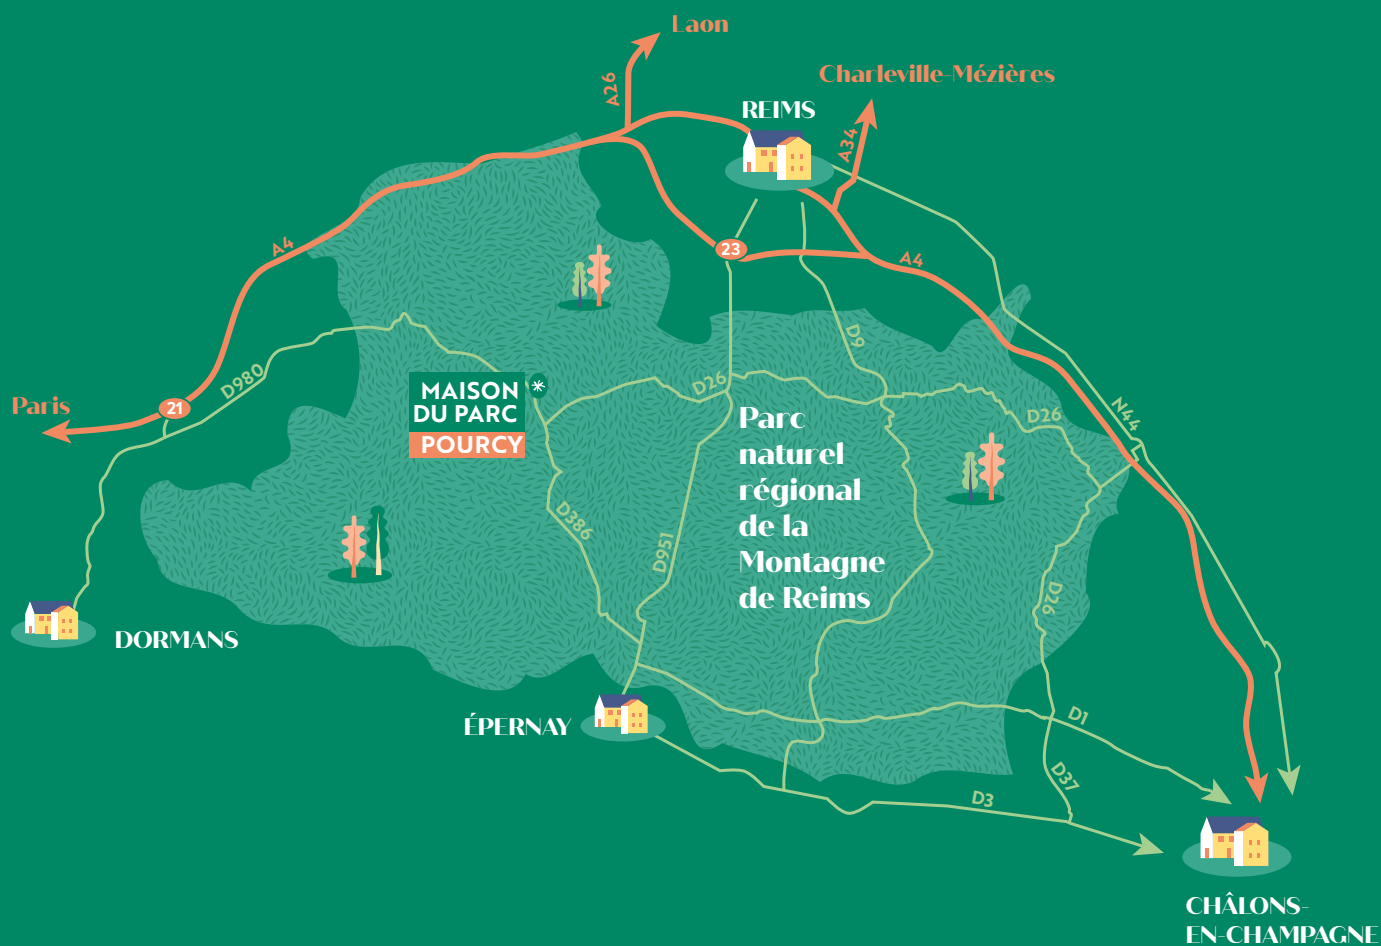 Laon
Charleville-Mézières
A26
REIMS
A34
A4
23
A4
D9
D980
MAISON
DU PARC
POURCY
D26
Paris
21
Parc
naturel
régional
de la
Montagne
de Reims
D26
N44
D386
D951
D26
DORMANS
ÉPERNAY
D1
D37
D3
CHÂLONS-
EN-CHAMPAGNE